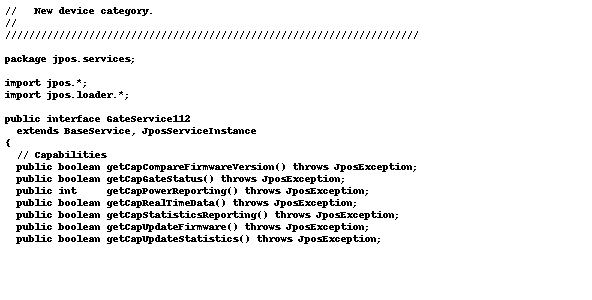 //   New device category.
//
/////////////////////////////////////////////////////////////////////

package jpos.services;

import jpos.*;
import jpos.loader.*;

public interface GateService112
  extends BaseService, JposServiceInstance
{
  // Capabilities
  public boolean getCapCompareFirmwareVersion() throws JposException;
  public boolean getCapGateStatus() throws JposException;
  public int     getCapPowerReporting() throws JposException;
  public boolean getCapRealTimeData() throws JposException;
  public boolean getCapStatisticsReporting() throws JposException;
  public boolean getCapUpdateFirmware() throws JposException;
  public boolean getCapUpdateStatistics() throws JposException;